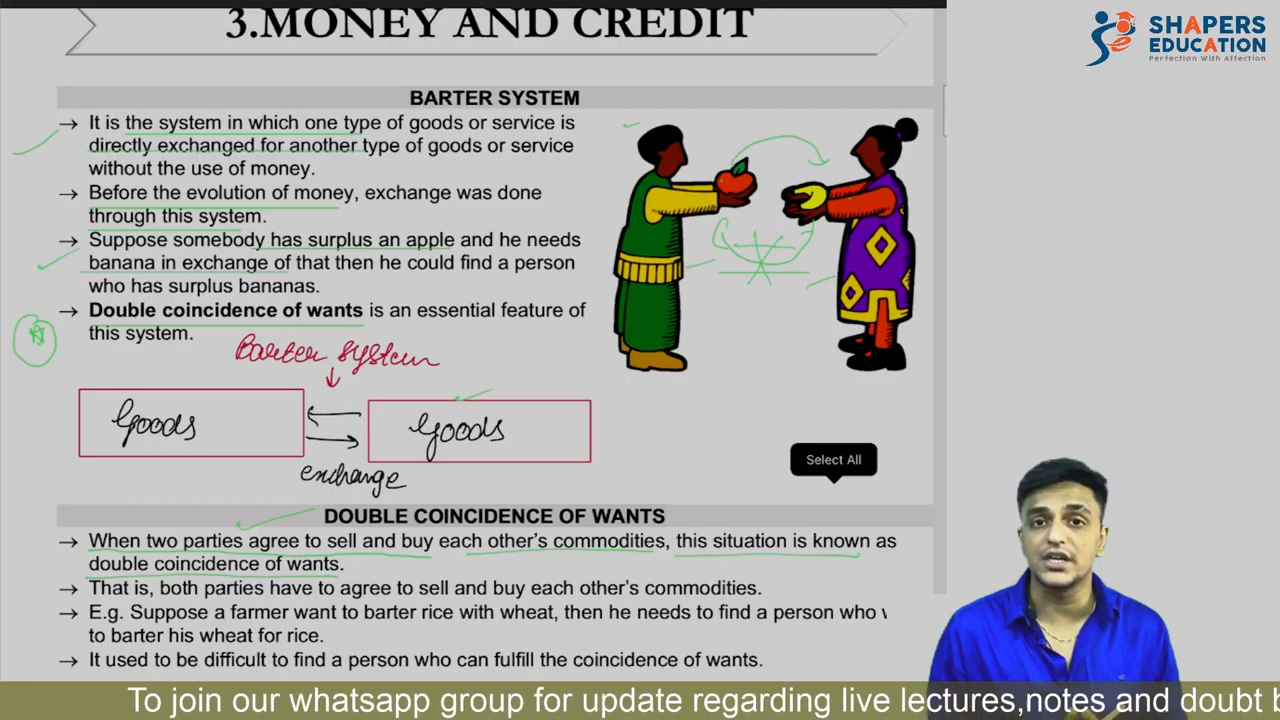 3.MONEY AND CREDIT
SHAPERS
EDUCATION
Perfection With Affection
BARTER SYSTEM
→ It is the system in which one type of goods or service is
directly exchanged for another type of goods or service
without the use of money.
→ Before the evolution of money, exchange was done
through this system.
→ Suppose somebody has surplus an apple and he needs
banana in exchange of that then he could find a person
who has surplus bananas.
→ Double coincidence of wants is an essential feature of
this system.
Barter system
Goods
Goods
exchange
Select All
DOUBLE COINCIDENCE OF WANTS
→ When two parties agree to sell and buy each other's commodities, this situation is known as
double coincidence of wants.
→ That is, both parties have to agree to sell and buy each other's commodities.
→ E.g. Suppose a farmer want to barter rice with wheat, then he needs to find a person who
to barter his wheat for rice.
→ It used to be difficult to find a person who can fulfill the coincidence of wants.
To join our whatsapp group for update regarding live lectures,notes and doubt